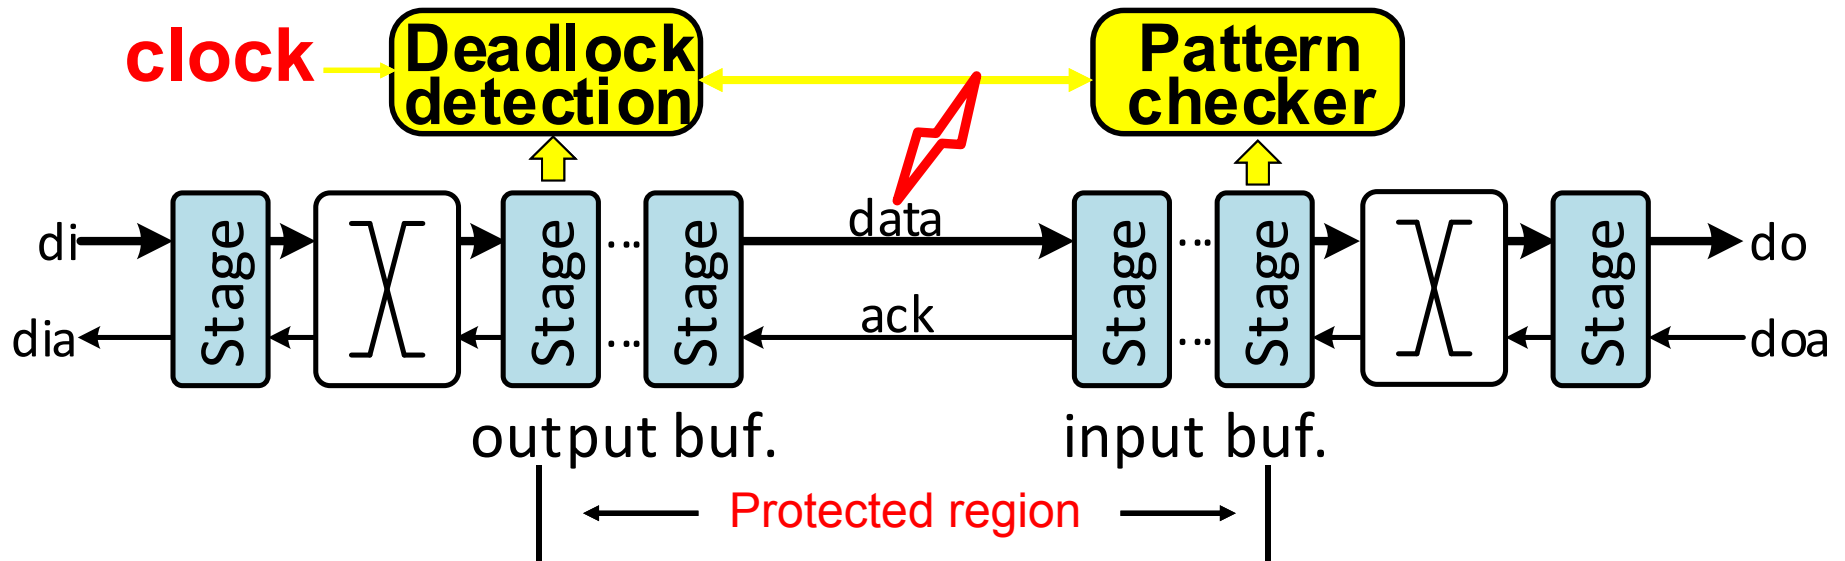 clock
Deadlock
detection
Pattern
checker
di
dia
Stage
Stage
...
...
Stage
data
ack
Stage
...
...
Stage
Stage
do
doa
output buf.
input buf.
Protected region